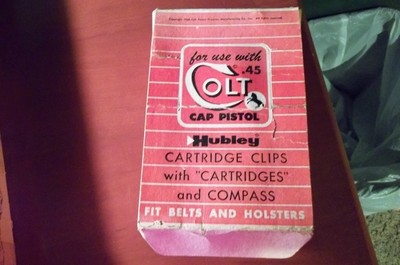 for use with
COLT .45
CAP PISTOL
Hubley
CARTRIDGE CLIPS
with "CARTRIDGES"
and COMPASS
FIT BELTS AND HOLSTERS